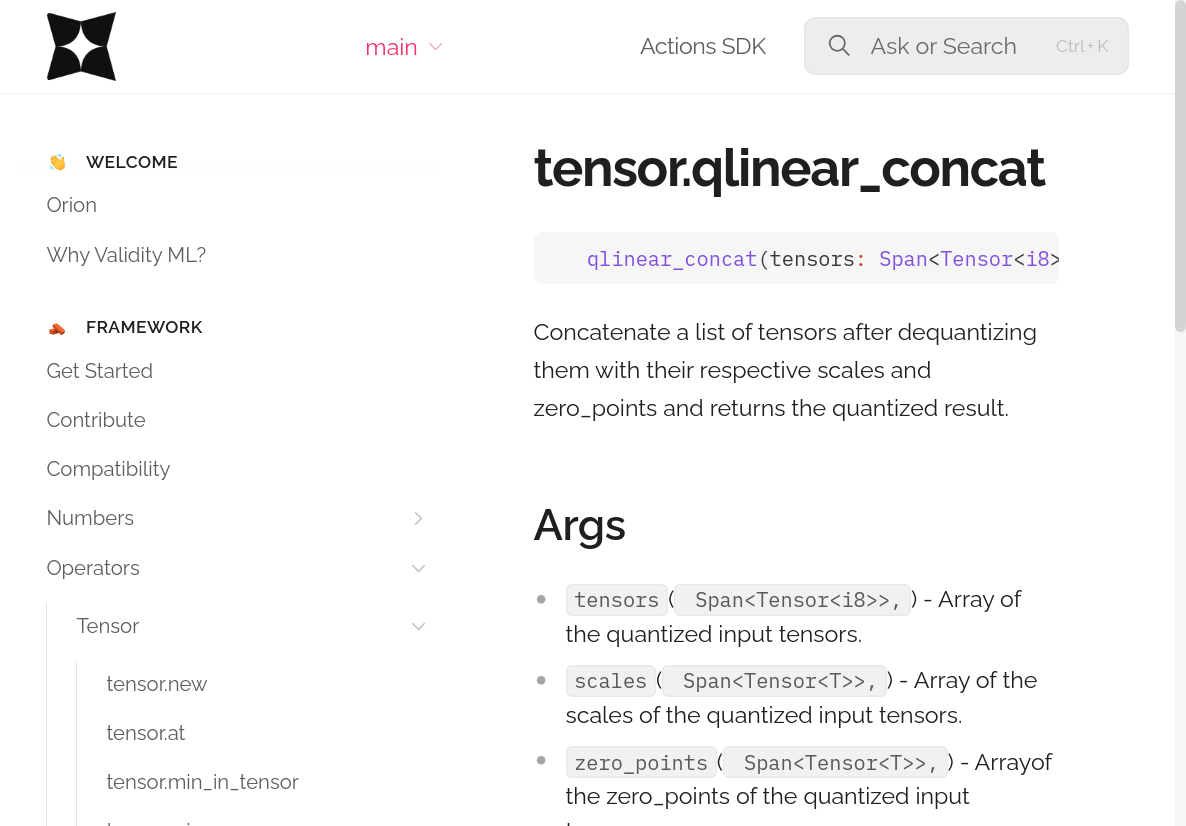 main
Actions SDK
Ask or Search
Ctrl + K
👋 WELCOME
Orion
Why Validity ML?
🧱 FRAMEWORK
Get Started
Contribute
Compatibility
Numbers
Operators
Tensor
tensor.new
tensor.at
tensor.min_in_tensor
tensor.qlinear_concat
qlinear_concat(tensors: Span<Tensor<i8>
Concatenate a list of tensors after dequantizing
them with their respective scales and
zero_points and returns the quantized result.
Args
tensors( Span<Tensor<i8>>,) - Array of
the quantized input tensors.
scales( Span<Tensor<T>>,) - Array of the
scales of the quantized input tensors.
zero_points( Span<Tensor<T>>,) - Arrayof
the zero_points of the quantized input